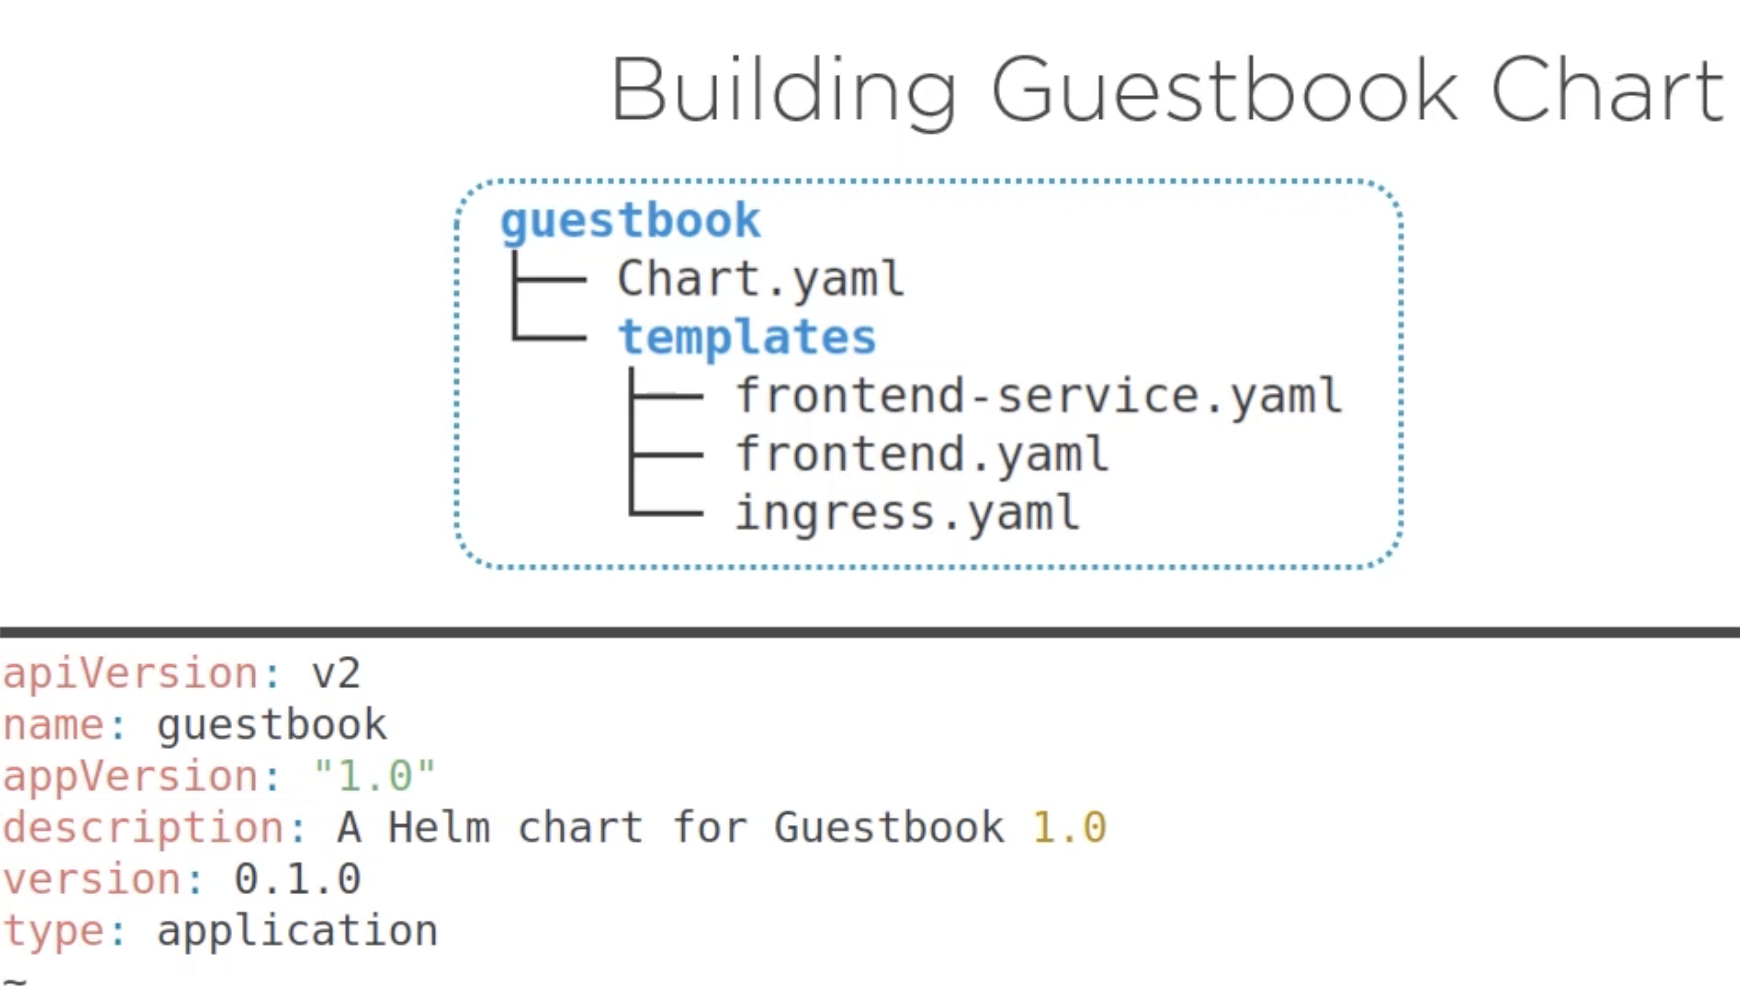 Building Guestbook Chart
guestbook
Chart.yaml
templates
frontend-service.yaml
frontend.yaml
ingress.yaml
apiVersion: v2
name: guestbook
appVersion: "1.0"
description: A Helm chart for Guestbook 1.0
version: 0.1.0
type: application
~